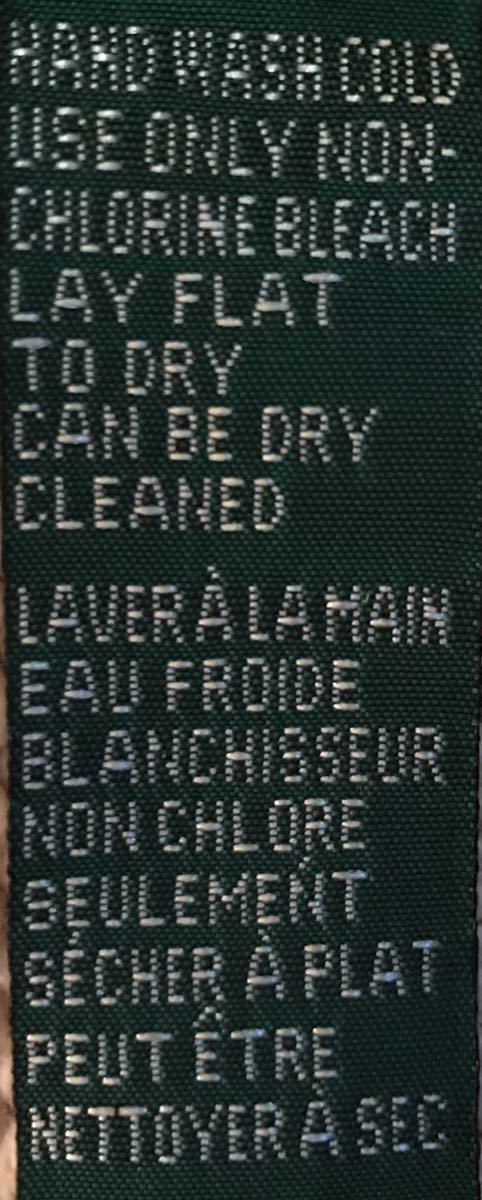 HAND WASH COLD
USE ONLY NON-
CHLORINE BLEACH
LAY FLAT
TO DRY
CAN BE DRY
CLEANED
LAVER À LA MAIN
EAU FROIDE
BLANCHISSEUR
NON CHLORÉ
SEULEMENT
SÉCHER À PLAT
PEUT ÊTRE
NETTOYER À SEC